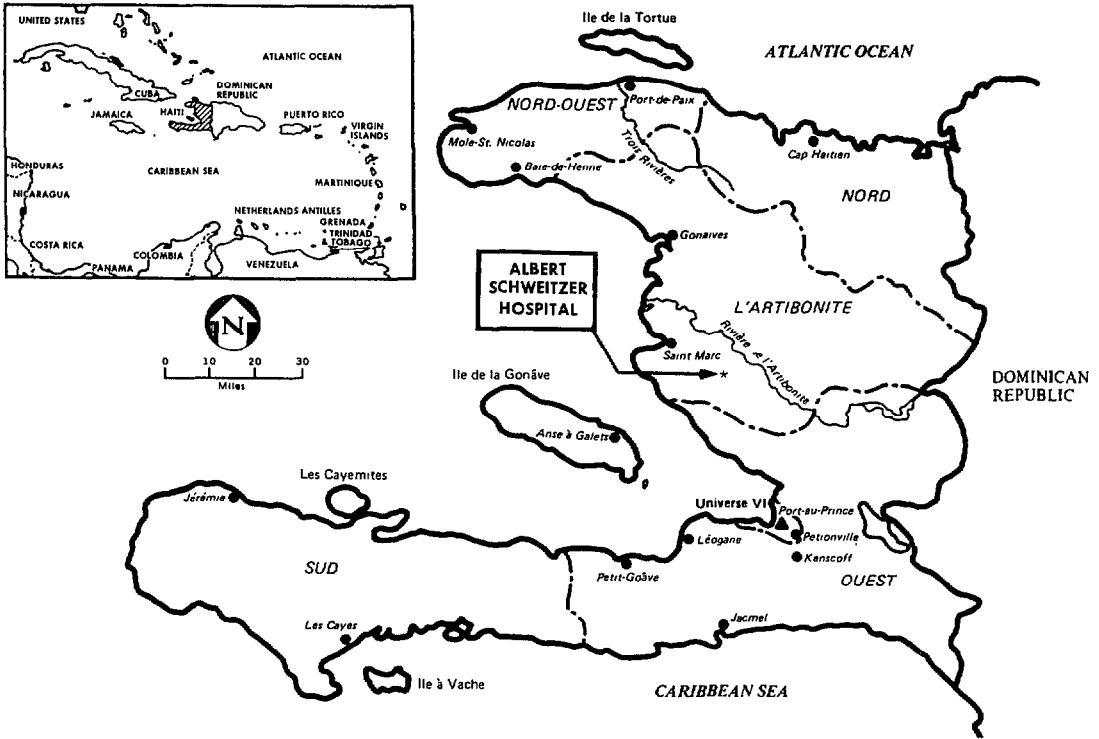 UNITED STATES
ATLANTIC OCEAN
CUBA
DOMINICAN
REPUBLIC
HAITI
JAMAICA
PUERTO RICO
VIRGIN
ISLANDS
HONDURAS
CARIBBEAN SEA
MARTINIQUE
NICARAGUA
NETHERLANDS ANTILLES
GRENADA
TRINIDAD
& TOBAGO
COSTA RICA
COLOMBIA
VENEZUELA
PANAMA
N
0 10 20 30
Miles
Ile de la Tortue
ATLANTIC OCEAN
NORD-OUEST
Port-de-Paix
Mole-St. Nicolas
Baie-de-Henne
Trois Rivières
Cap Haitien
NORD
Gonaives
ALBERT
SCHWEITZER
HOSPITAL
L'ARTIBONITE
Saint Marc
*
Rivière de l'Artibonite
DOMINICAN
REPUBLIC
Ile de la Gonâve
Anse à Galets
Les Cayemites
Jérémie
Universe VI
Port-au-Prince
Petionville
Kenscoff
Léogane
Petit-Goâve
SUD
OUEST
Les Cayes
Jacmel
Ile à Vache
CARIBBEAN SEA